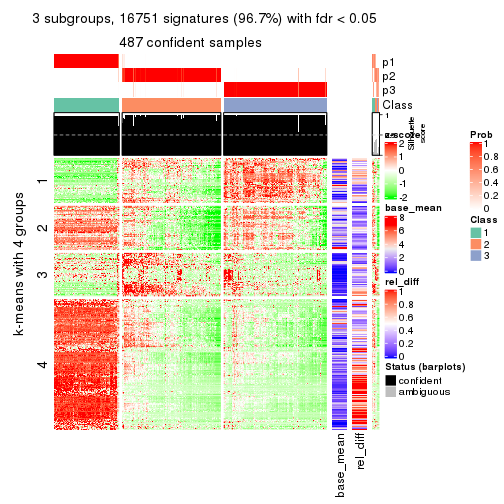 3 subgroups, 16751 signatures (96.7%) with fdr < 0.05
487 confident samples
p1
p2
p3
Class
1
Silhouette
score
k-means with 4 groups
1
2
3
4
z-score
2
1
0
-1
-2
base_mean
8
6
4
2
0
rel_diff
1
0.8
0.6
0.4
0.2
0
Status (barplots)
confident
ambiguous
Prob
1
0.8
0.6
0.4
0.2
0
Class
1
2
3
base_mean
rel_diff